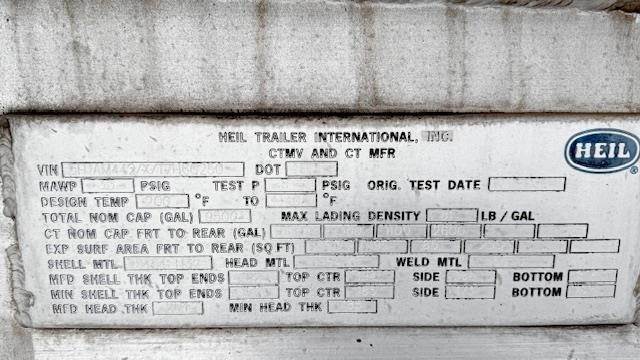 HEIL TRAILER INTERNATIONAL, INC.
CTMV AND CT MFR
HEIL
VIN DOT
MAWP PSIG TEST P PSIG ORIG. TEST DATE
DESIGN TEMP °F TO °F
TOTAL NOM CAP (GAL) MAX LADING DENSITY LB / GAL
CT NOM CAP FRT TO REAR (GAL)
EXP SURF AREA FRT TO REAR (SQ FT)
SHELL MTL HEAD MTL WELD MTL
MFD SHELL THK TOP ENDS TOP CTR SIDE BOTTOM
MIN SHELL THK TOP ENDS TOP CTR SIDE BOTTOM
MFD HEAD THK MIN HEAD THK